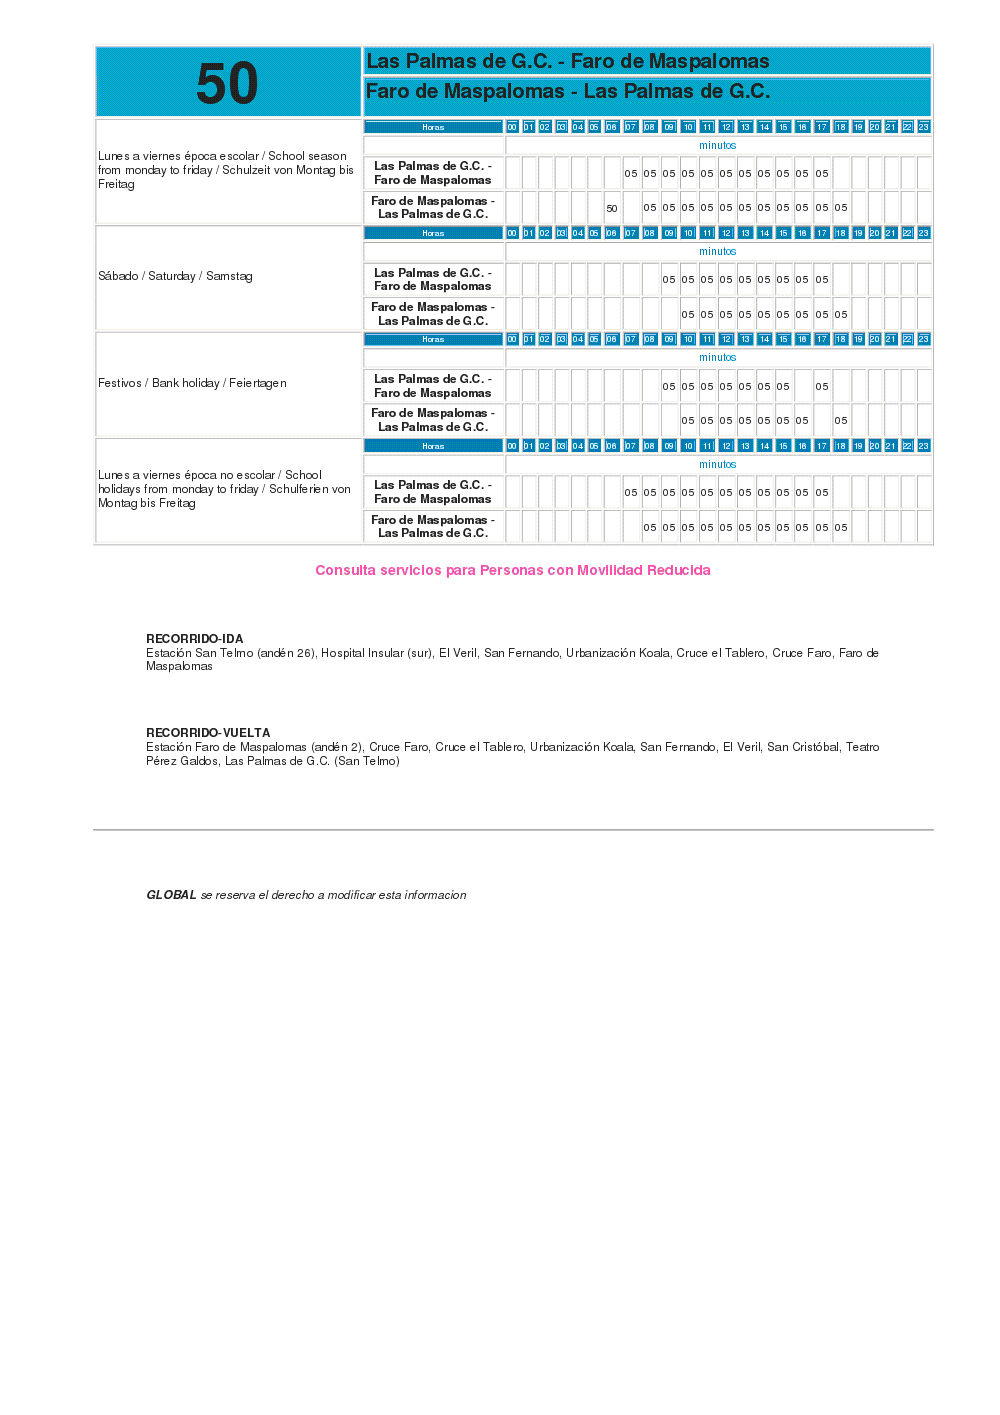 50
Las Palmas de G.C. - Faro de Maspalomas
Faro de Maspalomas - Las Palmas de G.C.
Lunes a viernes época escolar / School season
from monday to friday / Schulzeit von Montag bis
Freitag
Horas 00 01 02 03 04 05 06 07 08 09 10 11 12 13 14 15 16 17 18 19 20 21 22 23
minutos
Las Palmas de G.C. -
Faro de Maspalomas
05 05 05 05 05 05 05 05 05 05 05
Faro de Maspalomas -
Las Palmas de G.C.
50 05 05 05 05 05 05 05 05 05 05 05
Sábado / Saturday / Samstag
Horas 00 01 02 03 04 05 06 07 08 09 10 11 12 13 14 15 16 17 18 19 20 21 22 23
minutos
Las Palmas de G.C. -
Faro de Maspalomas
05 05 05 05 05 05 05 05 05
Faro de Maspalomas -
Las Palmas de G.C.
05 05 05 05 05 05 05 05 05
Festivos / Bank holiday / Feiertagen
Horas 00 01 02 03 04 05 06 07 08 09 10 11 12 13 14 15 16 17 18 19 20 21 22 23
minutos
Las Palmas de G.C. -
Faro de Maspalomas
05 05 05 05 05 05 05 05
Faro de Maspalomas -
Las Palmas de G.C.
05 05 05 05 05 05 05 05
Lunes a viernes época no escolar / School
holidays from monday to friday / Schulferien von
Montag bis Freitag
Horas 00 01 02 03 04 05 06 07 08 09 10 11 12 13 14 15 16 17 18 19 20 21 22 23
minutos
Las Palmas de G.C. -
Faro de Maspalomas
05 05 05 05 05 05 05 05 05 05 05
Faro de Maspalomas -
Las Palmas de G.C.
05 05 05 05 05 05 05 05 05 05 05
Consulta servicios para Personas con Movilidad Reducida
RECORRIDO-IDA
Estación San Telmo (andén 26), Hospital Insular (sur), El Veril, San Fernando, Urbanización Koala, Cruce el Tablero, Cruce Faro, Faro de
Maspalomas
RECORRIDO-VUELTA
Estación Faro de Maspalomas (andén 2), Cruce Faro, Cruce el Tablero, Urbanización Koala, San Fernando, El Veril, San Cristóbal, Teatro
Pérez Galdos, Las Palmas de G.C. (San Telmo)
GLOBAL se reserva el derecho a modificar esta informacion